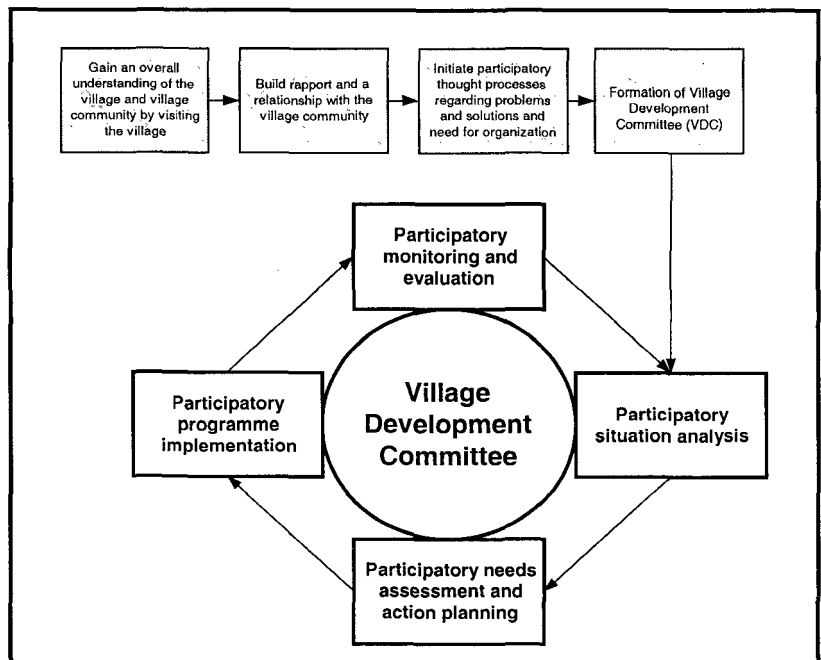 Gain an overall
understanding of the
village and village
community by visiting
the village
Build rapport and a
relationship with the
village community
Initiate participatory
thought processes
regarding problems
and solutions and
need for organization
Formation of Village
Development
Committee (VDC)
Participatory
monitoring and
evaluation
Participatory
programme
implementation
Village
Development
Committee
Participatory
situation analysis
Participatory needs
assessment and
action planning